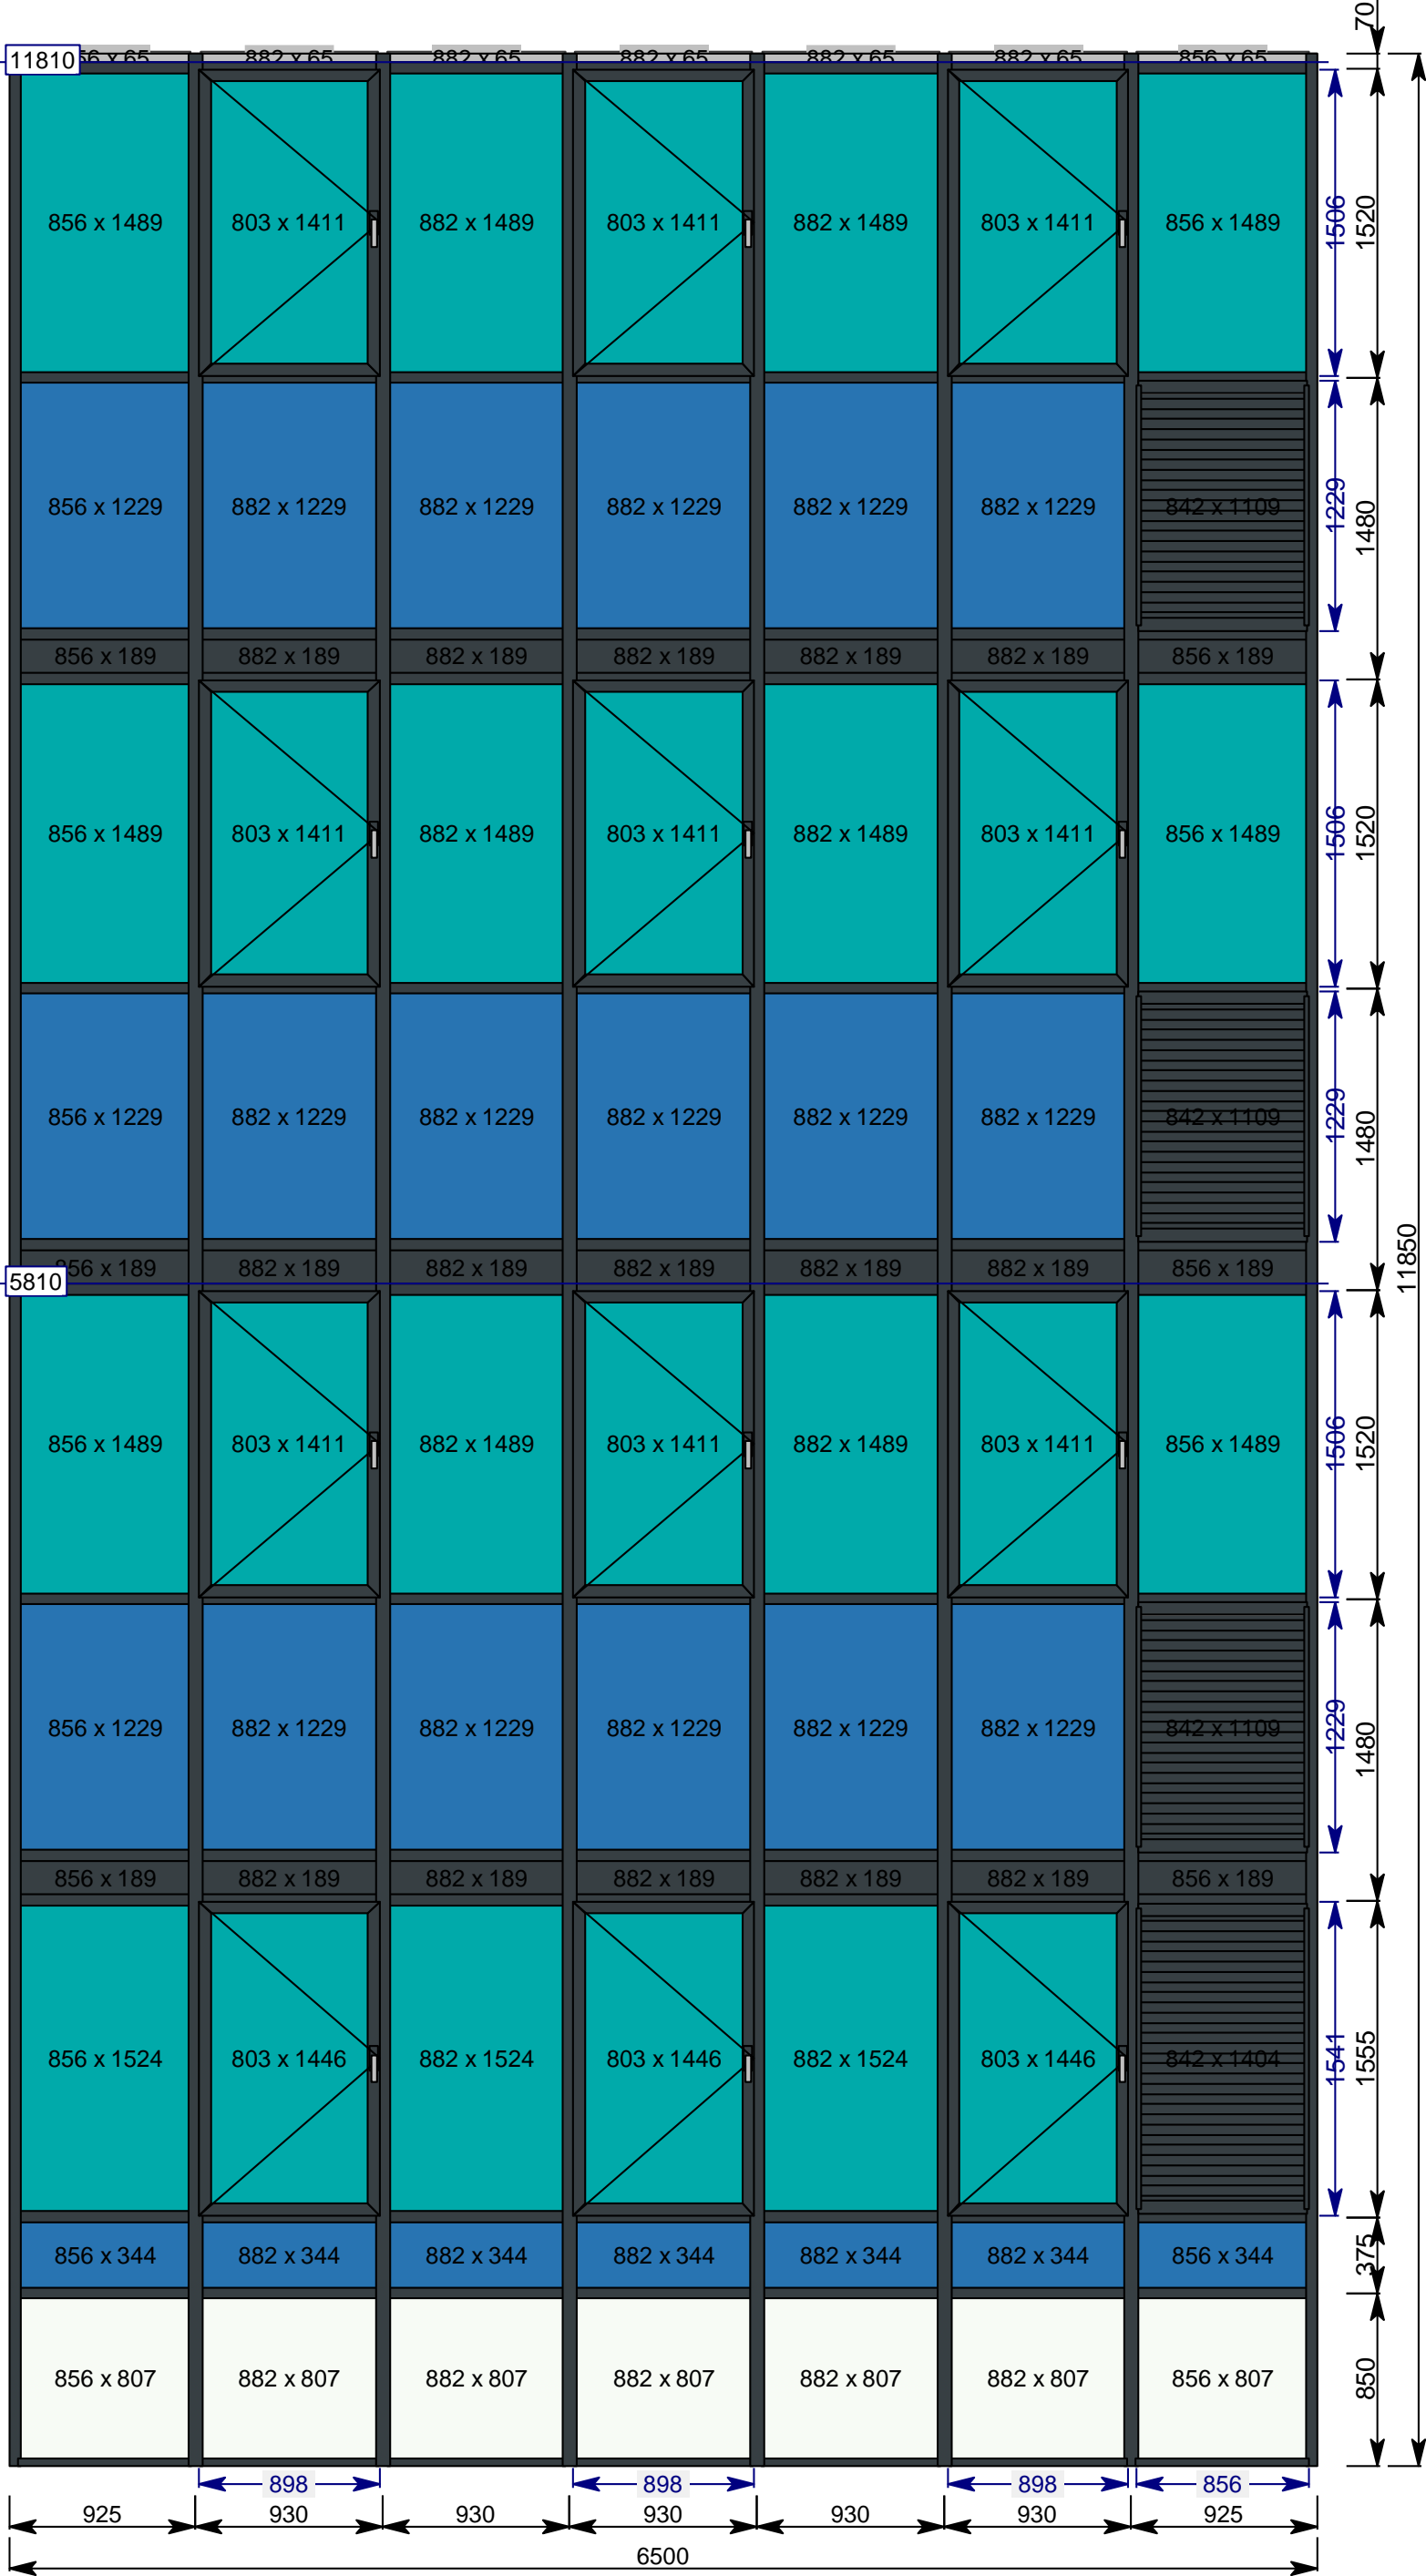 70
11810 56 x 65 882 x 65 882 x 65 882 x 65 882 x 65 882 x 65 856 x 65
856 x 1489 803 x 1411 882 x 1489 803 x 1411 882 x 1489 803 x 1411 856 x 1489 1506 1520
856 x 1229 882 x 1229 882 x 1229 882 x 1229 882 x 1229 882 x 1229 842 x 1109 1229 1480
856 x 189 882 x 189 882 x 189 882 x 189 882 x 189 882 x 189 856 x 189
856 x 1489 803 x 1411 882 x 1489 803 x 1411 882 x 1489 803 x 1411 856 x 1489 1506 1520
856 x 1229 882 x 1229 882 x 1229 882 x 1229 882 x 1229 882 x 1229 842 x 1109 1229 1480
856 x 189 882 x 189 882 x 189 882 x 189 882 x 189 882 x 189 856 x 189 11850
5810
856 x 1489 803 x 1411 882 x 1489 803 x 1411 882 x 1489 803 x 1411 856 x 1489 1506 1520
856 x 1229 882 x 1229 882 x 1229 882 x 1229 882 x 1229 882 x 1229 842 x 1109 1229 1480
856 x 189 882 x 189 882 x 189 882 x 189 882 x 189 882 x 189 856 x 189
856 x 1524 803 x 1446 882 x 1524 803 x 1446 882 x 1524 803 x 1446 842 x 1404 1541 1555
856 x 344 882 x 344 882 x 344 882 x 344 882 x 344 882 x 344 856 x 344 375
856 x 807 882 x 807 882 x 807 882 x 807 882 x 807 882 x 807 856 x 807 850
898 898 898 856
925 930 930 930 930 930 925
6500